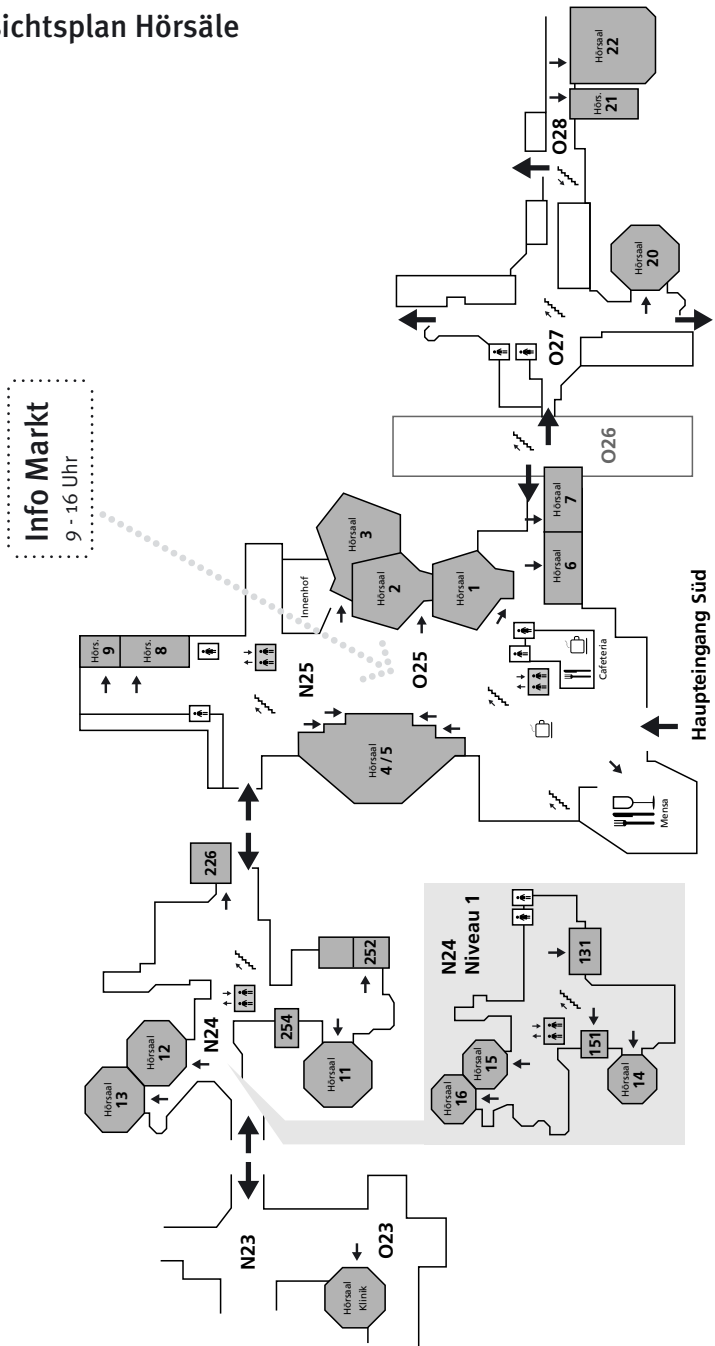 sichtsplan Hörsäle
Hörsaal
22
Hörs.
21
O28
Hörsaal
20
O27
O26
Info Markt
9 - 16 Uhr
Hörsaal
3
Hörsaal
2
Hörsaal
1
Hörsaal
7
Hörsaal
6
Innenhof
Hörs.
9
Hörs.
8
N25
O25
Cafeteria
Hörsaal
4 / 5
Haupteingang Süd
Mensa
226
252
254
N24
Hörsaal
12
Hörsaal
13
Hörsaal
11
N24
Niveau 1
131
151
Hörsaal
15
Hörsaal
16
Hörsaal
14
N23
O23
Hörsaal
Klinik